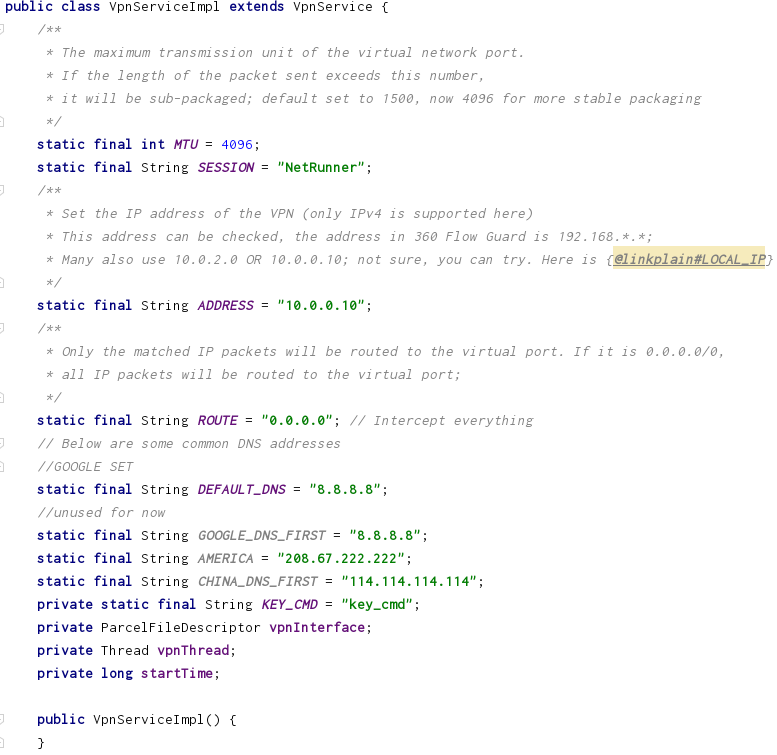 public class VpnServiceImpl extends VpnService {
/**
* The maximum transmission unit of the virtual network port.
* If the length of the packet sent exceeds this number,
* it will be sub-packaged; default set to 1500, now 4096 for more stable packaging
*/
static final int MTU = 4096;
static final String SESSION = "NetRunner";
/**
* Set the IP address of the VPN (only IPv4 is supported here)
* This address can be checked, the address in 360 Flow Guard is 192.168.*.*;
* Many also use 10.0.2.0 OR 10.0.0.10; not sure, you can try. Here is {@linkplain#LOCAL_IP}
*/
static final String ADDRESS = "10.0.0.10";
/**
* Only the matched IP packets will be routed to the virtual port. If it is 0.0.0.0/0,
* all IP packets will be routed to the virtual port;
*/
static final String ROUTE = "0.0.0.0"; // Intercept everything
// Below are some common DNS addresses
//GOOGLE SET
static final String DEFAULT_DNS = "8.8.8.8";
//unused for now
static final String GOOGLE_DNS_FIRST = "8.8.8.8";
static final String AMERICA = "208.67.222.222";
static final String CHINA_DNS_FIRST = "114.114.114.114";
private static final String KEY_CMD = "key_cmd";
private ParcelFileDescriptor vpnInterface;
private Thread vpnThread;
private long startTime;
public VpnServiceImpl() {
}